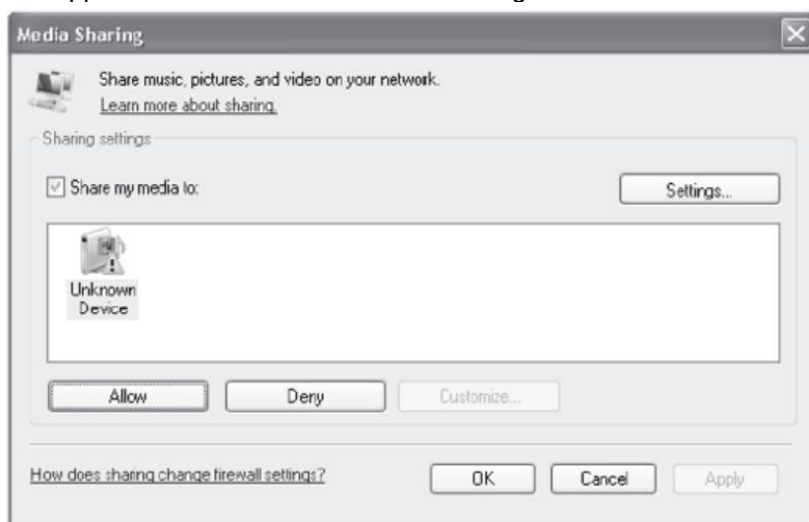 Media Sharing
Share music, pictures, and video on your network.
Learn more about sharing.
Sharing settings
Share my media to:
Settings...
Unknown
Device
Allow
Deny
Customize...
How does sharing change firewall settings?
OK
Cancel
Apply